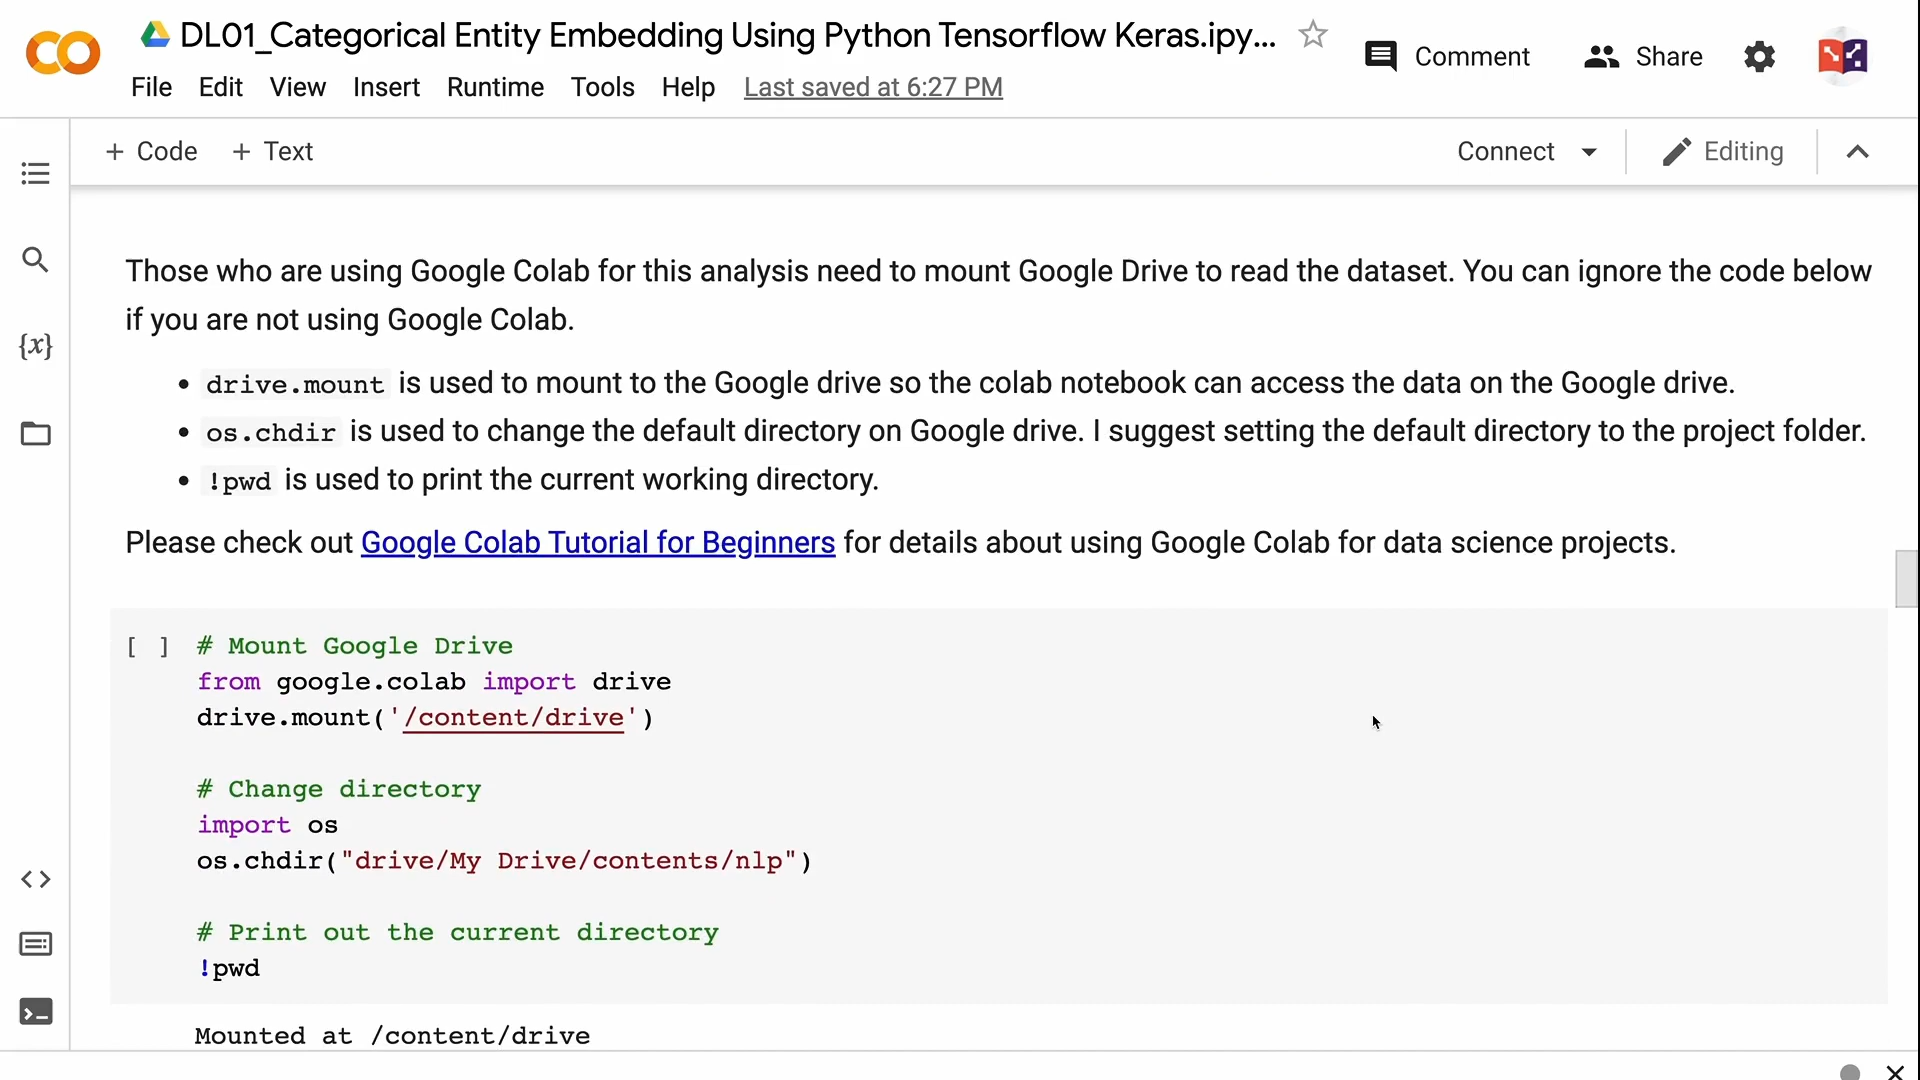 DL01_Categorical Entity Embedding Using Python Tensorflow Keras.ipy...
Comment
Share
File Edit View Insert Runtime Tools Help Last saved at 6:27 PM
+ Code + Text
Connect
Editing
Those who are using Google Colab for this analysis need to mount Google Drive to read the dataset. You can ignore the code below
if you are not using Google Colab.
• drive.mount is used to mount to the Google drive so the colab notebook can access the data on the Google drive.
• os.chdir is used to change the default directory on Google drive. I suggest setting the default directory to the project folder.
• !pwd is used to print the current working directory.
Please check out Google Colab Tutorial for Beginners for details about using Google Colab for data science projects.
[ ] # Mount Google Drive
from google.colab import drive
drive.mount('/content/drive')
# Change directory
import os
os.chdir("drive/My Drive/contents/nlp")
# Print out the current directory
!pwd
Mounted at /content/drive